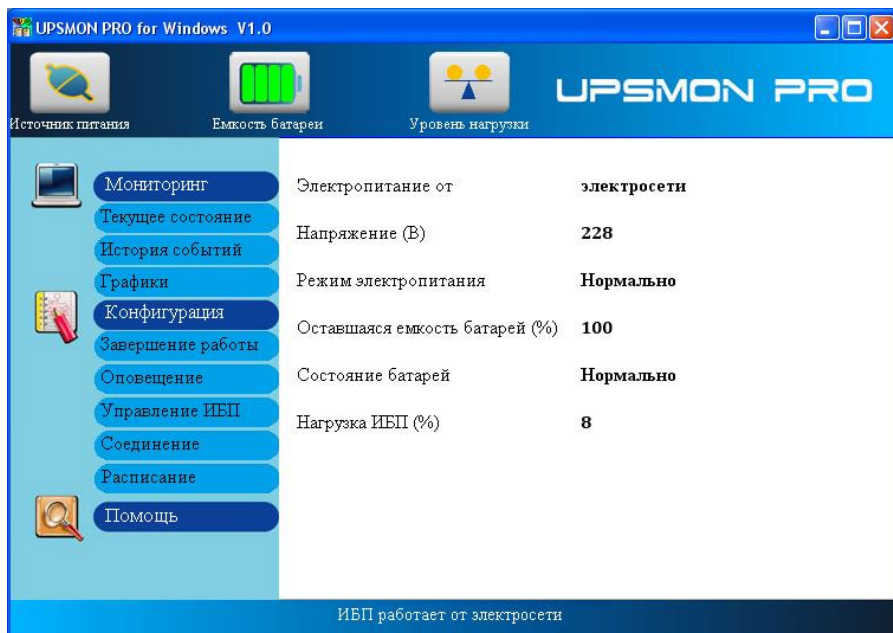 UPSMON PRO for Windows V1.0
UPSMON PRO
Источник питания
Емкость батареи
Уровень нагрузки
Мониторинг
Текущее состояние
История событий
Графики
Конфигурация
Завершение работы
Оповещение
Управление ИБП
Соединение
Расписание
Помощь
Электропитание от электросети
Напряжение (В) 228
Режим электропитания Нормально
Оставшаяся емкость батарей (%) 100
Состояние батарей Нормально
Нагрузка ИБП (%) 8
ИБП работает от электросети